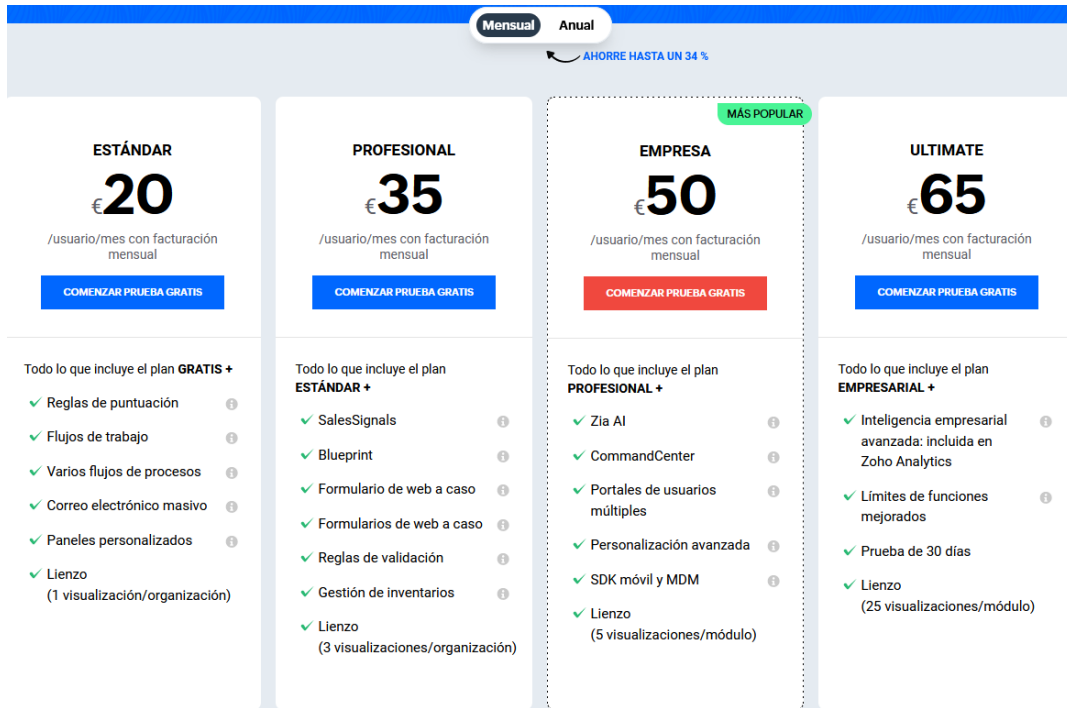 Mensual Anual
AHORRE HASTA UN 34 %
ESTÁNDAR
€20
/usuario/mes con facturación
mensual
COMENZAR PRUEBA GRATIS
Todo lo que incluye el plan GRATIS +
Reglas de puntuación
Flujos de trabajo
Varios flujos de procesos
Correo electrónico masivo
Paneles personalizados
Lienzo
(1 visualización/organización)
PROFESIONAL
€35
/usuario/mes con facturación
mensual
COMENZAR PRUEBA GRATIS
Todo lo que incluye el plan
ESTÁNDAR +
SalesSignals
Blueprint
Formulario de web a caso
Formularios de web a caso
Reglas de validación
Gestión de inventarios
Lienzo
(3 visualizaciones/organización)
MÁS POPULAR
EMPRESA
€50
/usuario/mes con facturación
mensual
COMENZAR PRUEBA GRATIS
Todo lo que incluye el plan
PROFESIONAL +
Zia AI
CommandCenter
Portales de usuarios
múltiples
Personalización avanzada
SDK móvil y MDM
Lienzo
(5 visualizaciones/módulo)
ULTIMATE
€65
/usuario/mes con facturación
mensual
COMENZAR PRUEBA GRATIS
Todo lo que incluye el plan
EMPRESARIAL +
Inteligencia empresarial
avanzada: incluida en
Zoho Analytics
Límites de funciones
mejorados
Prueba de 30 días
Lienzo
(25 visualizaciones/módulo)